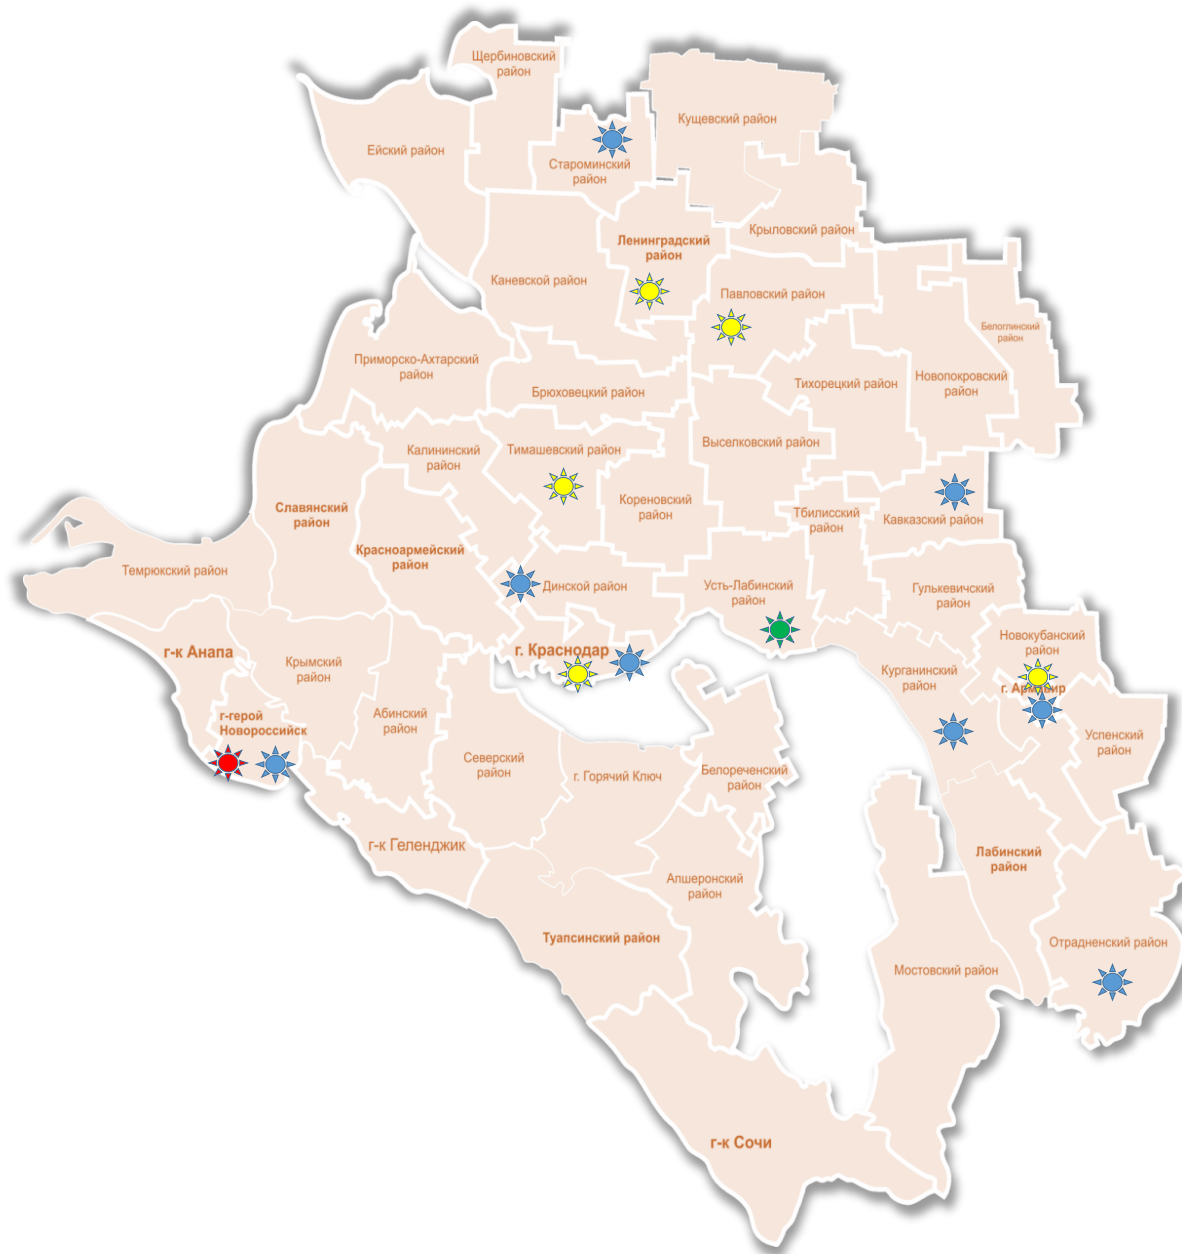 Щербиновский
район
Кущевский район
Ейский район
Староминский
район
Крыловский район
Ленинградский
район
Каневской район
Павловский район
Белоглинский
район
Приморско-Ахтарский
район
Брюховецкий район
Тихорецкий район
Новопокровский
район
Калининский
район
Тимашевский район
Выселковский район
Славянский
район
Кореновский
район
Тбилисский
район
Кавказский район
Красноармейский
район
Темрюкский район
Динской район
Усть-Лабинский
район
Гулькевичский
район
г-к Анапа
Крымский
район
г. Краснодар
Новокубанский
район
Курганинский
район
г. Армавир
Абинский
район
г-герой
Новороссийск
Успенский
район
Северский
район
г. Горячий Ключ
Белореченский
район
г-к Геленджик
Лабинский
район
Апшеронский
район
Туапсинский район
Отрадненский район
Мостовский район
г-к Сочи